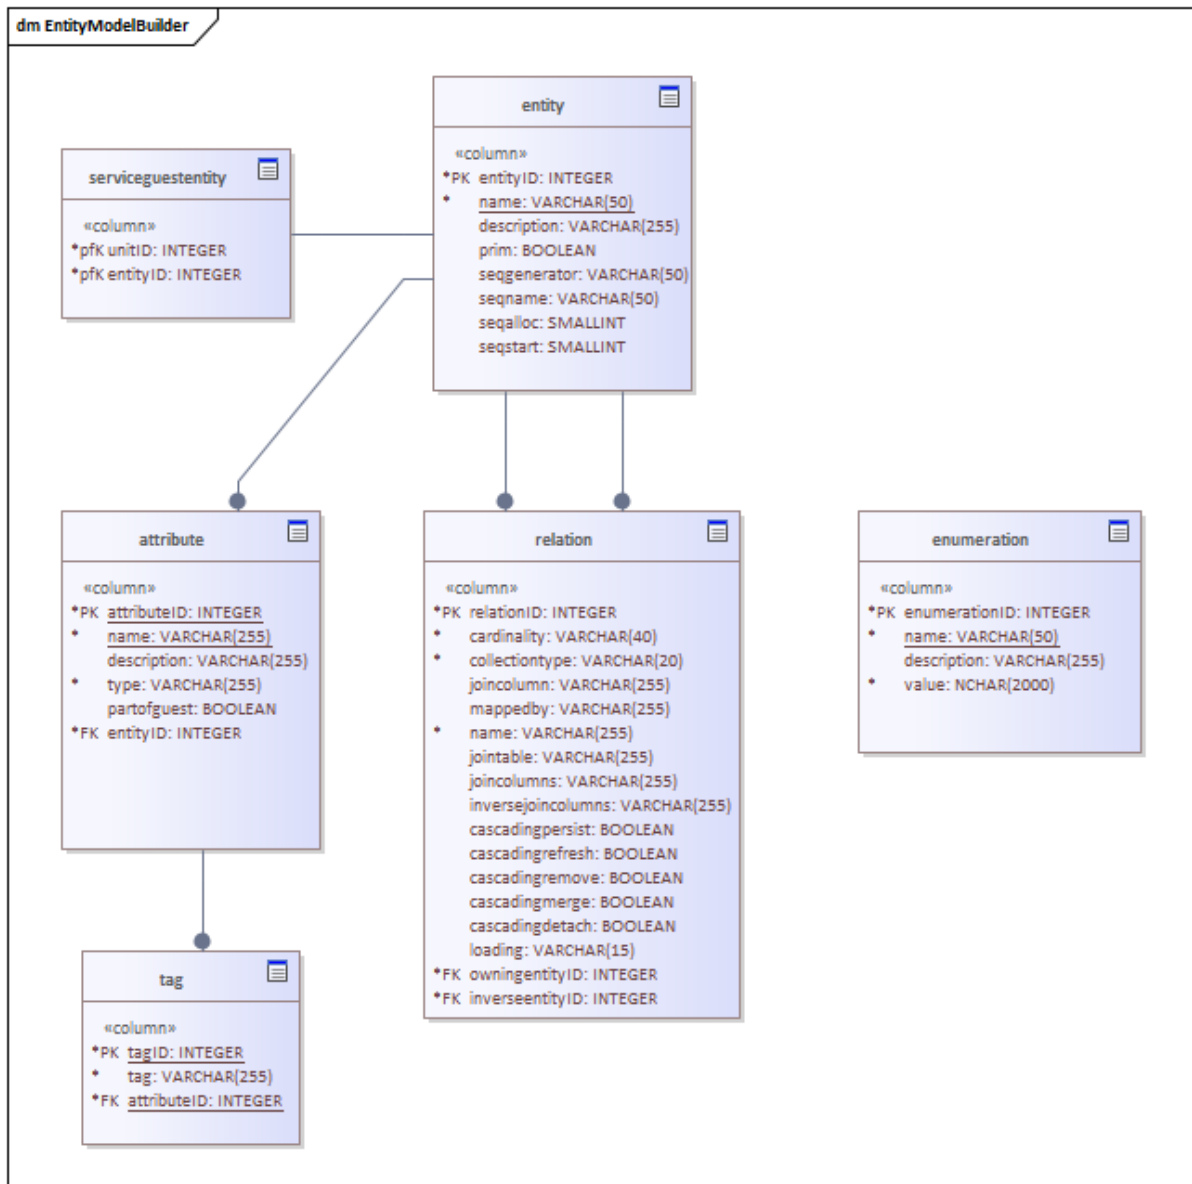 dm EntityModelBuilder
entity
«column»
*PK entityID: INTEGER
* name: VARCHAR(50)
description: VARCHAR(255)
prim: BOOLEAN
seqgenerator: VARCHAR(50)
seqname: VARCHAR(50)
seqalloc: SMALLINT
seqstart: SMALLINT
serviceguestentity
«column»
*pfK unitID: INTEGER
*pfK entityID: INTEGER
attribute
«column»
*PK attributeID: INTEGER
* name: VARCHAR(255)
description: VARCHAR(255)
* type: VARCHAR(255)
partofguest: BOOLEAN
*FK entityID: INTEGER
relation
«column»
*PK relationID: INTEGER
* cardinality: VARCHAR(40)
* collectiontype: VARCHAR(20)
joincolumn: VARCHAR(255)
mappedby: VARCHAR(255)
* name: VARCHAR(255)
jointable: VARCHAR(255)
joincolumns: VARCHAR(255)
inversejoincolumns: VARCHAR(255)
cascadingpersist: BOOLEAN
cascadingrefresh: BOOLEAN
cascadingremove: BOOLEAN
cascadingmerge: BOOLEAN
cascadingdetach: BOOLEAN
loading: VARCHAR(15)
*FK owningentityID: INTEGER
*FK inverseentityID: INTEGER
enumeration
«column»
*PK enumerationID: INTEGER
* name: VARCHAR(50)
description: VARCHAR(255)
* value: NCHAR(2000)
tag
«column»
*PK tagID: INTEGER
* tag: VARCHAR(255)
*FK attributeID: INTEGER